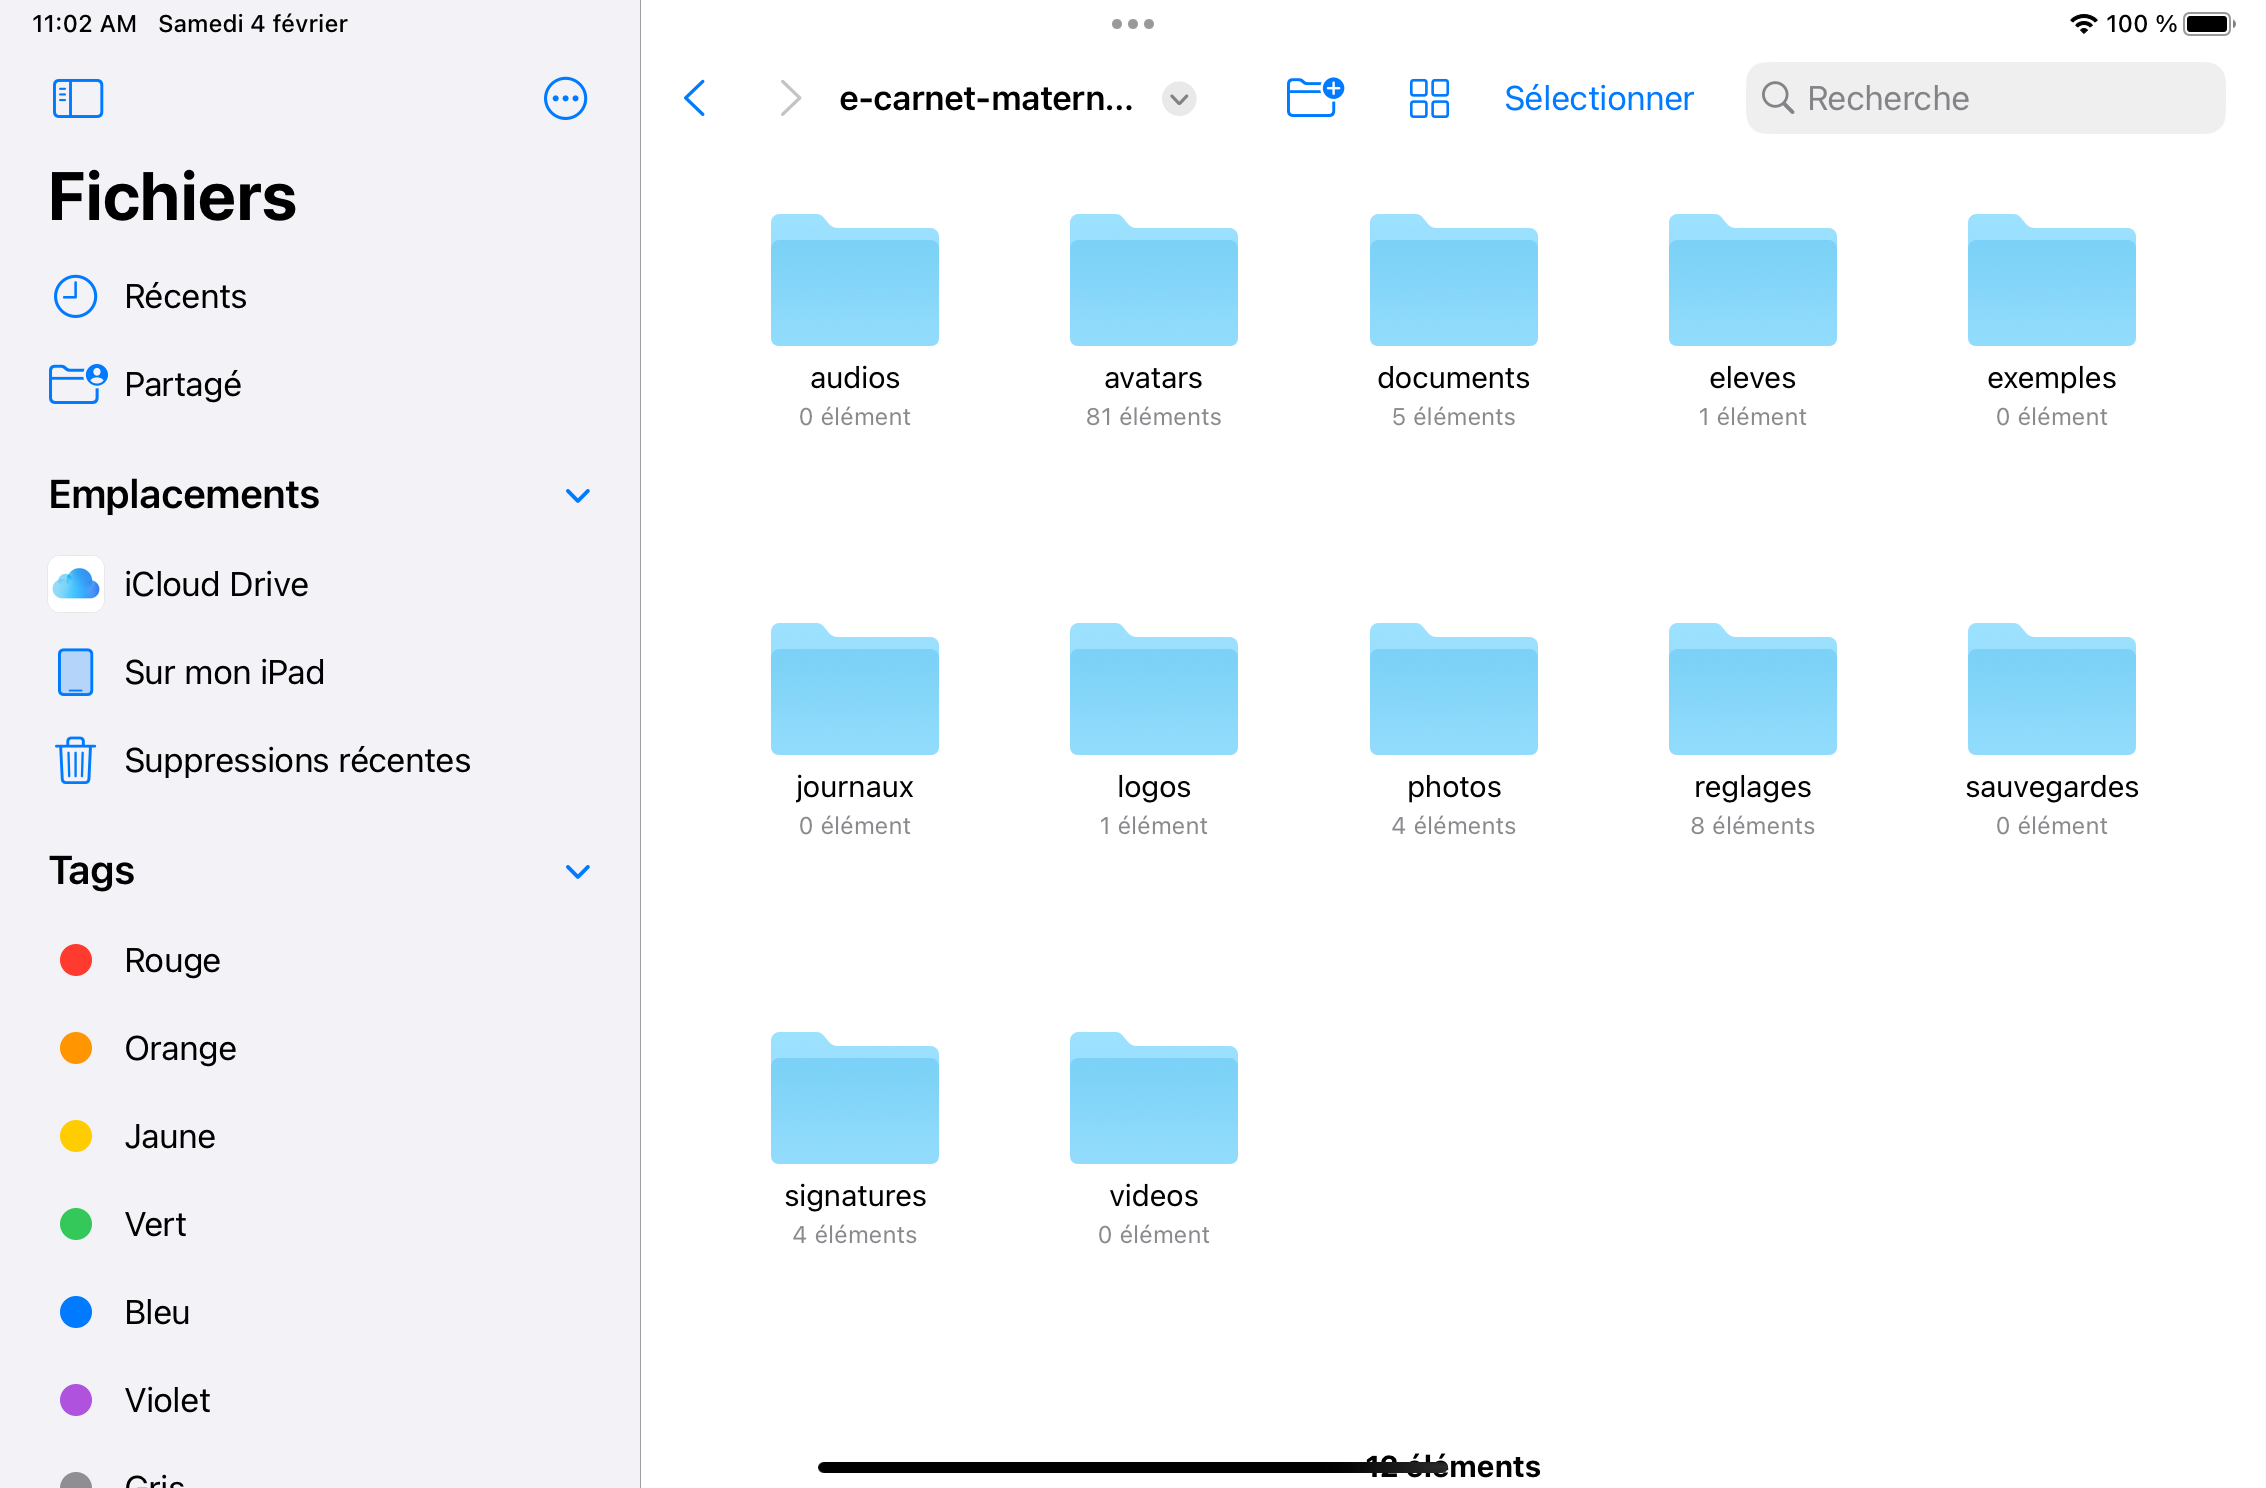 11:02 AM Samedi 4 février
100 %
Fichiers
Récents
Partagé
Emplacements
iCloud Drive
Sur mon iPad
Suppressions récentes
Tags
Rouge
Orange
Jaune
Vert
Bleu
Violet
Gris
e-carnet-matern...
Sélectionner
Recherche
audios
0 élément
avatars
81 éléments
documents
5 éléments
eleves
1 élément
exemples
0 élément
journaux
0 élément
logos
1 élément
photos
4 éléments
reglages
8 éléments
sauvegardes
0 élément
signatures
4 éléments
videos
0 élément
12 éléments